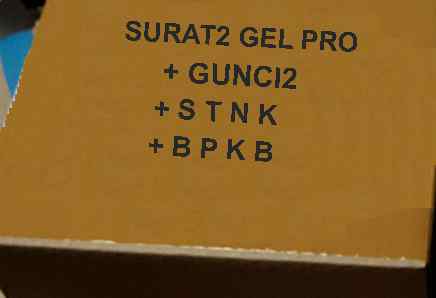 SURAT2 GEL PRO
+ GUNCI2
+ S T N K
+ B P K B